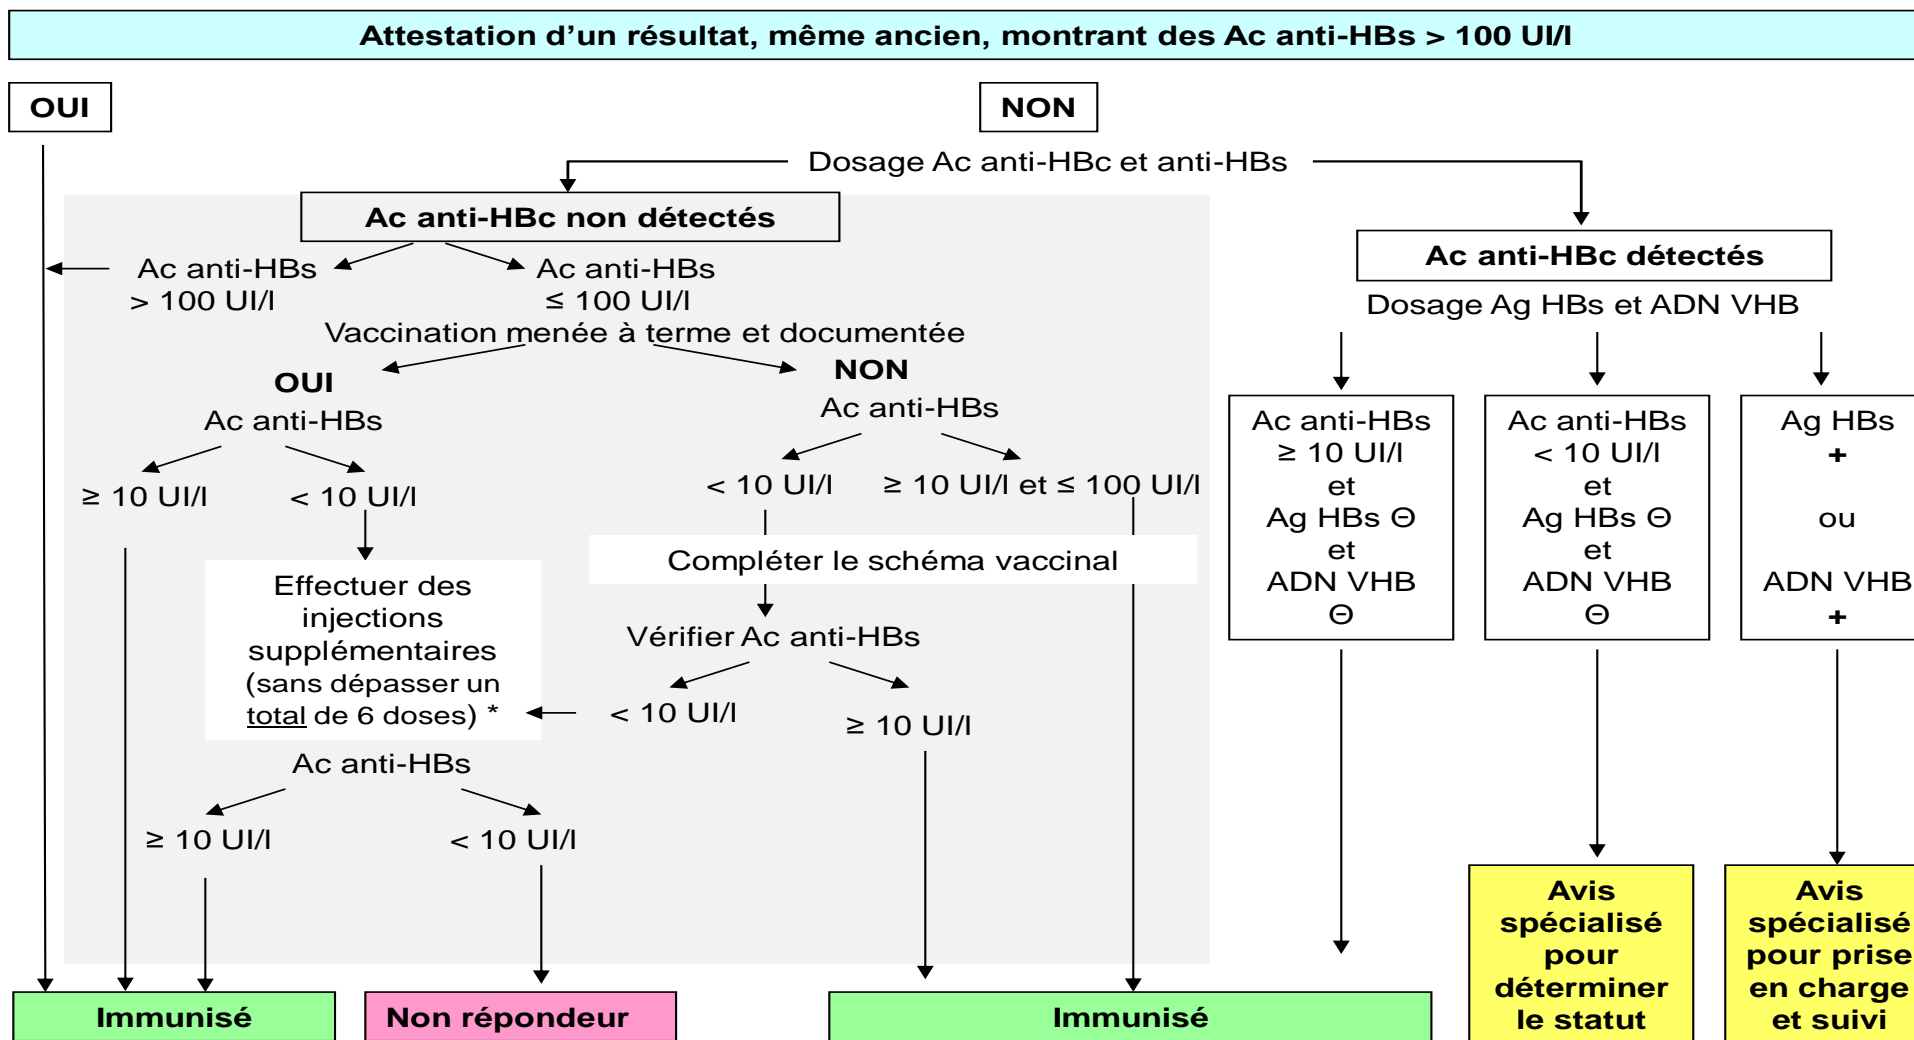 Attestation d’un résultat, même ancien, montrant des Ac anti-HBs > 100 UI/l
OUI
NON
Dosage Ac anti-HBc et anti-HBs
Ac anti-HBc non détectés
Ac anti-HBs
> 100 UI/l
Ac anti-HBs
≤ 100 UI/l
Vaccination menée à terme et documentée
OUI
Ac anti-HBs
≥ 10 UI/l
< 10 UI/l
Effectuer des
injections
supplémentaires
(sans dépasser un
total de 6 doses) *
Ac anti-HBs
≥ 10 UI/l
< 10 UI/l
NON
Ac anti-HBs
< 10 UI/l
≥ 10 UI/l et ≤ 100 UI/l
Compléter le schéma vaccinal
Vérifier Ac anti-HBs
< 10 UI/l
≥ 10 UI/l
Ac anti-HBc détectés
Dosage Ag HBs et ADN VHB
Ac anti-HBs
≥ 10 UI/l
et
Ag HBs Θ
et
ADN VHB
Θ
Ac anti-HBs
< 10 UI/l
et
Ag HBs Θ
et
ADN VHB
Θ
Ag HBs
+
ou
ADN VHB
+
Immunisé
Non répondeur
Immunisé
Avis
spécialisé
pour
déterminer
le statut
Avis
spécialisé
pour prise
en charge
et suivi